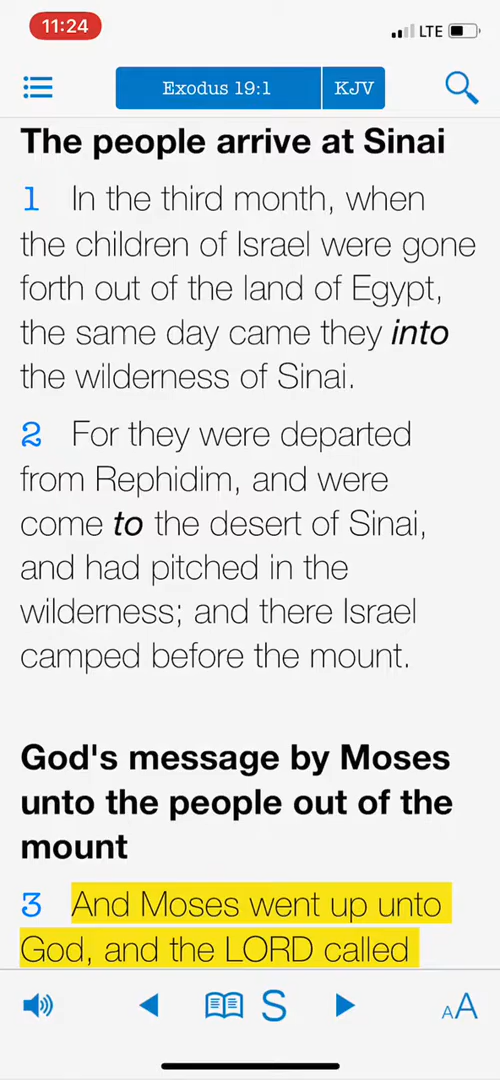 11:24
LTE
Exodus 19:1 KJV
The people arrive at Sinai
1 In the third month, when
the children of Israel were gone
forth out of the land of Egypt,
the same day came they into
the wilderness of Sinai.
2 For they were departed
from Rephidim, and were
come to the desert of Sinai,
and had pitched in the
wilderness; and there Israel
camped before the mount.
God's message by Moses
unto the people out of the
mount
3 And Moses went up unto
God, and the LORD called
S
AA